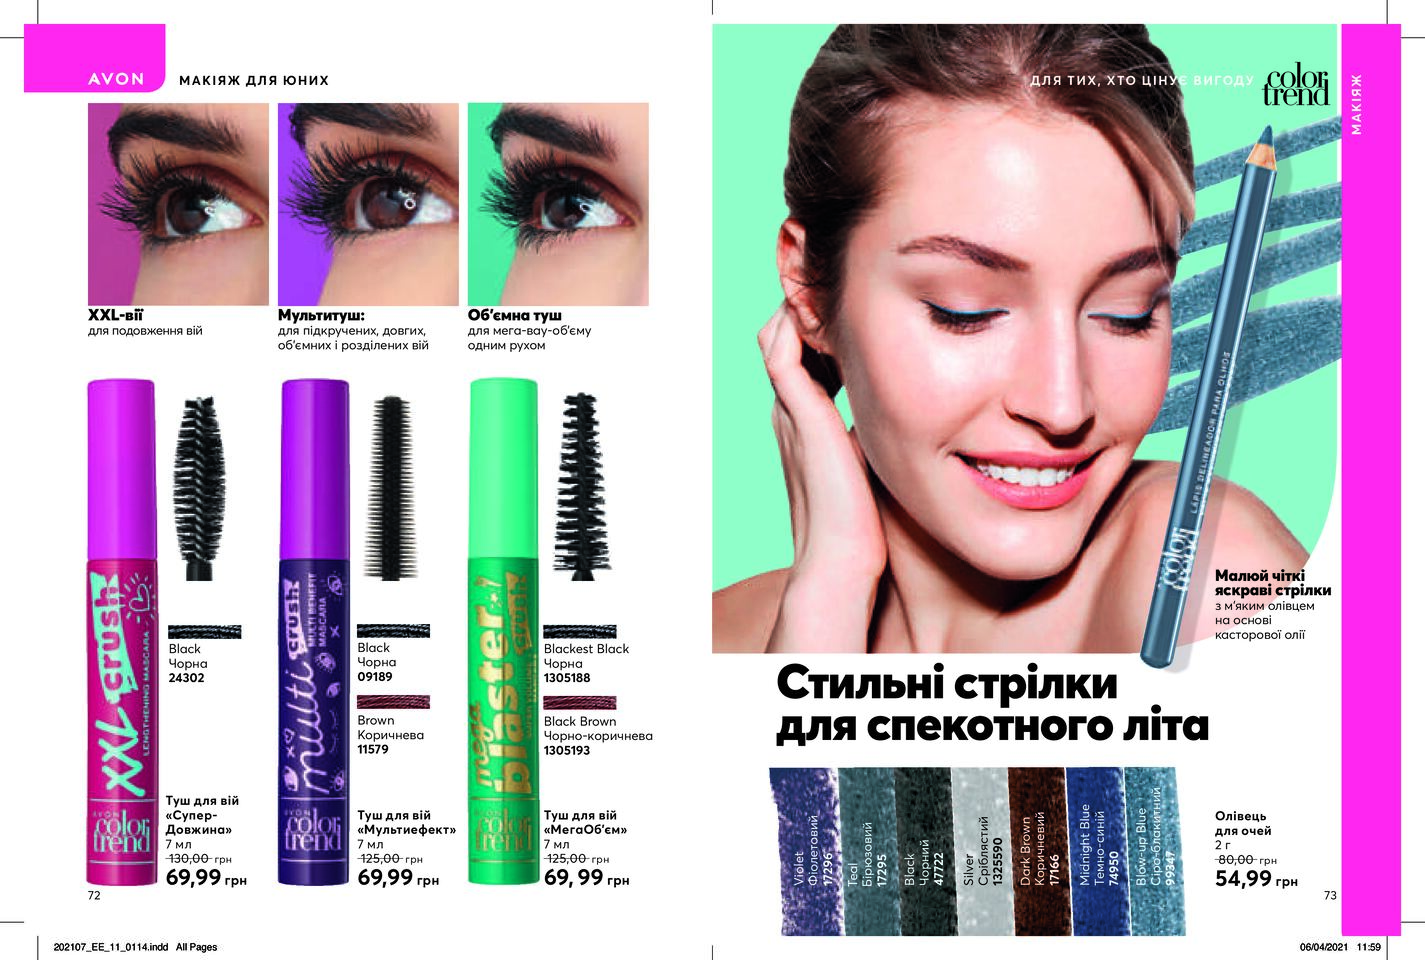 AVON
МАКІЯЖ ДЛЯ ЮНИХ
XXL-вії
для подовження вій
Мультитуш:
для підкручених, довгих,
об'ємних і розділених вій
Об'ємна туш
для мега-вау-об'єму
одним рухом
XXL crush
LENGTHENING MASCARA
AVON
color trend
Black
Чорна
24302
Туш для вій
«Супер-
Довжина»
7 мл
130,00 грн
69,99 грн
multi crush
MULTI BENEFIT
MASCARA
color trend
Black
Чорна
09189
Brown
Коричнева
11579
Туш для вій
«Мультиефект»
7 мл
125,00 грн
69,99 грн
mega
blaster
color trend
Blackest Black
Чорна
1305188
Black Brown
Чорно-коричнева
1305193
Туш для вій
«МегаОб'єм»
7 мл
125,00 грн
69, 99 грн
72
ДЛЯ ТИХ, ХТО ЦІНУЄ ВИГОДУ
color
trend
МАКІЯЖ
LÁPIS DELINEADOR PARA OLHOS
color trend
Малюй чіткі
яскраві стрілки
з м'яким олівцем
на основі
касторової олії
Стильні стрілки
для спекотного літа
Violet
Фіолетовий
17296
Teal
Бірюзовий
17295
Black
Чорний
47722
Silver
Сріблястий
1325590
Dark Brown
Коричневий
17166
Midnight Blue
Темно-синій
74950
Blow-up Blue
Сіро-блакитний
99347
Олівець
для очей
2 г
80,00 грн
54,99 грн
73
202107_EE_11_0114.indd   All Pages
06/04/2021   11:59